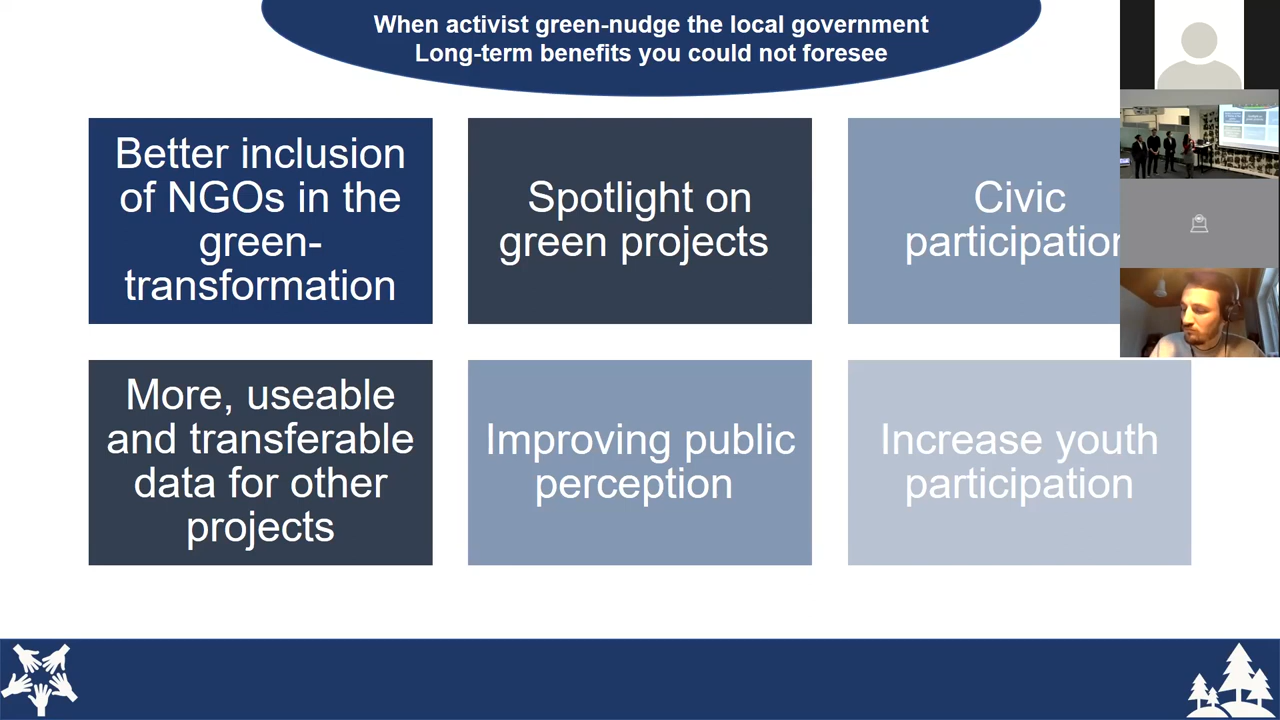 When activist green-nudge the local government
Long-term benefits you could not foresee
Better inclusion
of NGOs in the
green-
transformation
Spotlight on
green projects
Civic
participation
More, useable
and transferable
data for other
projects
Improving public
perception
Increase youth
participation